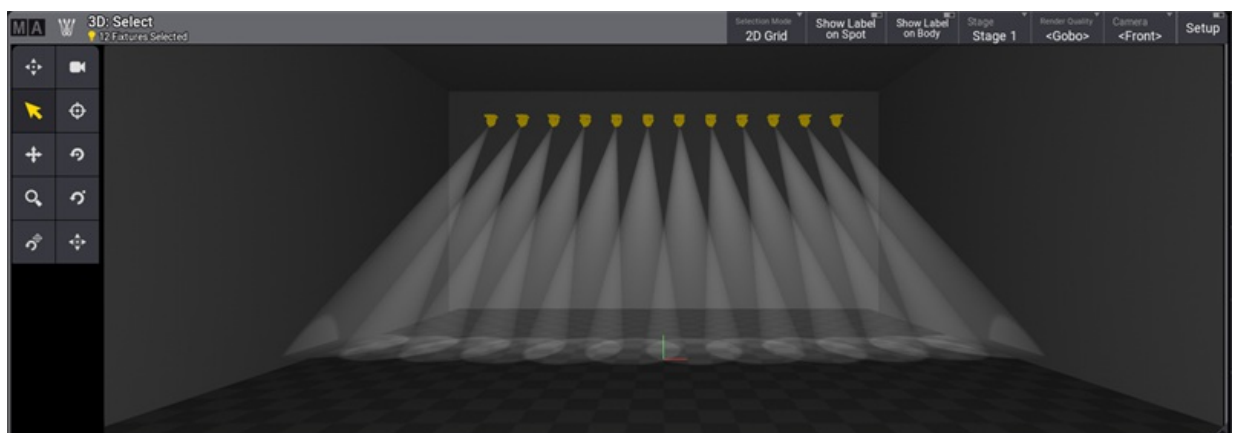 MA
3D: Select
12 Fixtures Selected
Selection Mode
2D Grid
Show Label
on Spot
Show Label
on Body
Stage
Stage 1
Render Quality
<Gobo>
Camera
<Front>
Setup